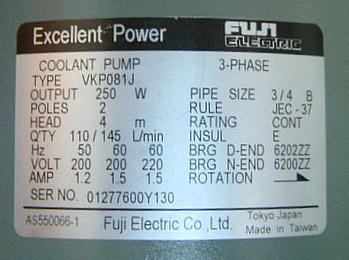 Excellent Power FUJI ELECTRIC
COOLANT PUMP 3-PHASE
TYPE VKP081J
OUTPUT 250 W PIPE SIZE 3/4 B
POLES 2 RULE JEC-37
HEAD 4 m RATING CONT
Q'TY 110/145 L/min INSUL E
Hz 50 60 60 BRG D-END 6202ZZ
VOLT 200 200 220 BRG N-END 6200ZZ
AMP 1.2 1.5 1.5 ROTATION
SER NO. 01277600Y130
AS550066-1 Fuji Electric Co.,Ltd. Tokyo Japan
Made in Taiwan